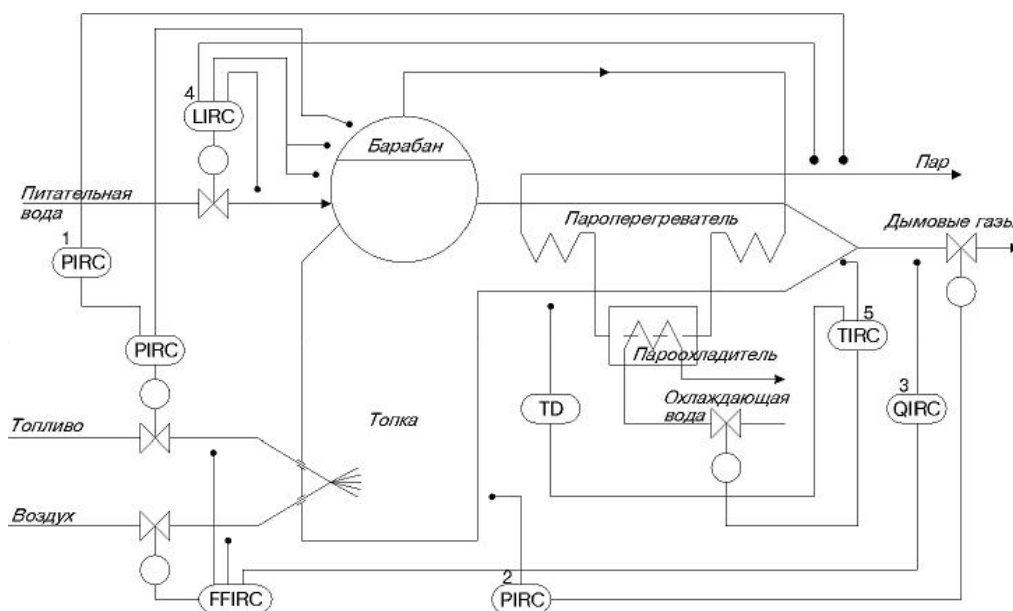 4
LIRC
Барабан
Пар
Питательная
вода
Пароперегреватель
Дымовые газы
1
PIRC
5
TIRC
PIRC
Пароохладитель
3
QIRC
TD
Охлаждающая
вода
Топливо
Топка
Воздух
FFIRC
2
PIRC